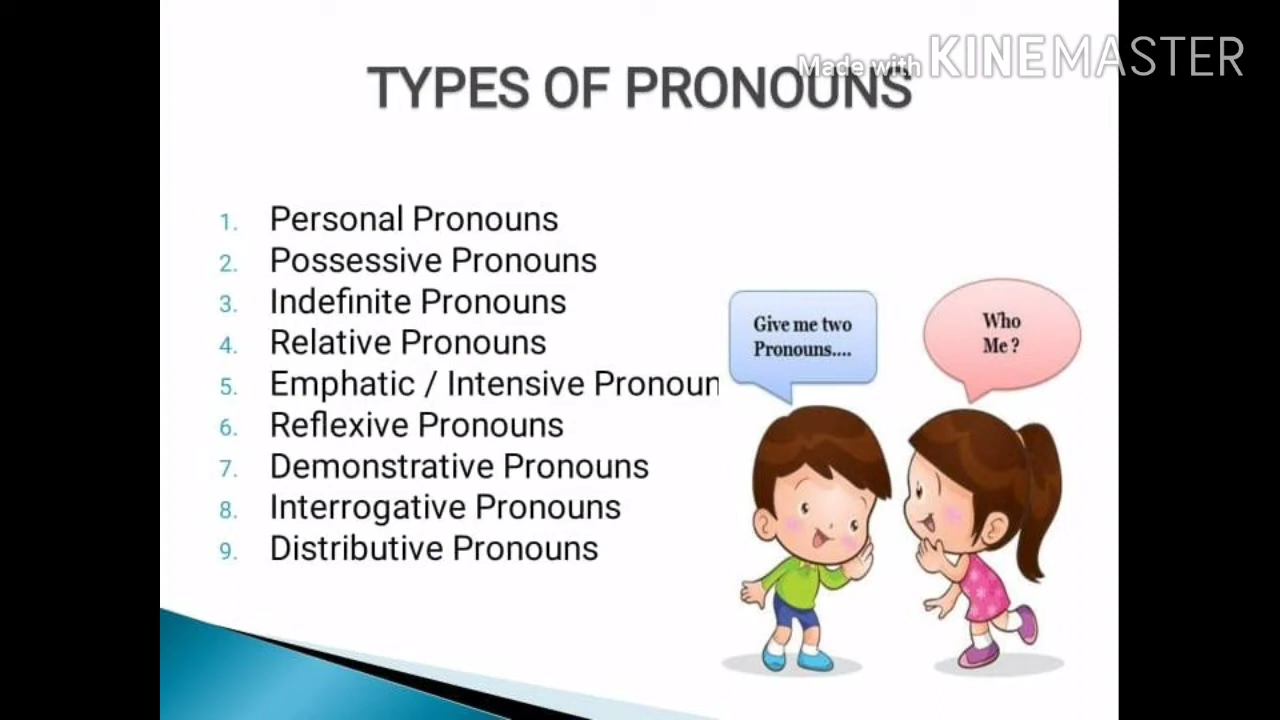 Made with KINEMASTER
TYPES OF PRONOUNS
1. Personal Pronouns
2. Possessive Pronouns
3. Indefinite Pronouns
4. Relative Pronouns
5. Emphatic / Intensive Pronoun
6. Reflexive Pronouns
7. Demonstrative Pronouns
8. Interrogative Pronouns
9. Distributive Pronouns
Give me two
Pronouns....
Who
Me ?